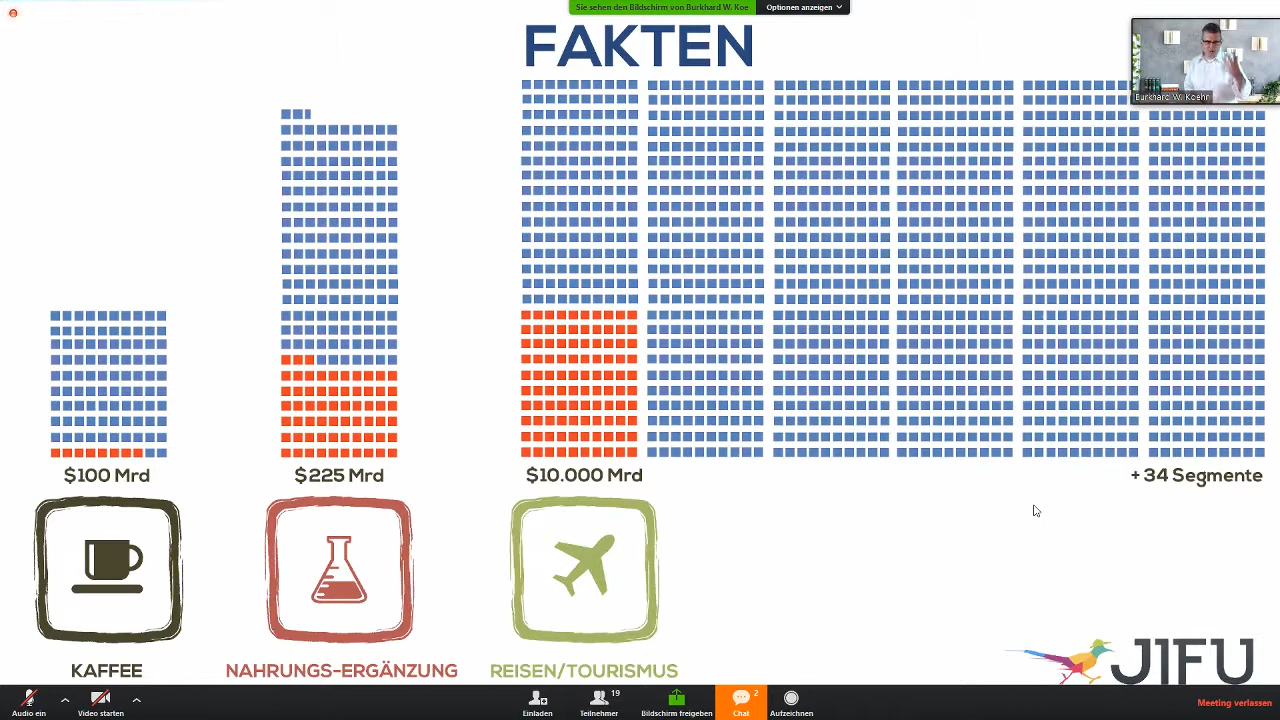 Sie sehen den Bildschirm von Burkhard W. Koe
Optionen anzeigen
FAKTEN
Burkhard W. Koehn
$100 Mrd
$225 Mrd
$10.000 Mrd
+ 34 Segmente
KAFFEE
NAHRUNGS-ERGÄNZUNG
REISEN/TOURISMUS
JIFU
Audio ein
Video starten
Einladen
19
Teilnehmer
Bildschirm freigeben
2
Chat
Aufzeichnen
Meeting verlassen